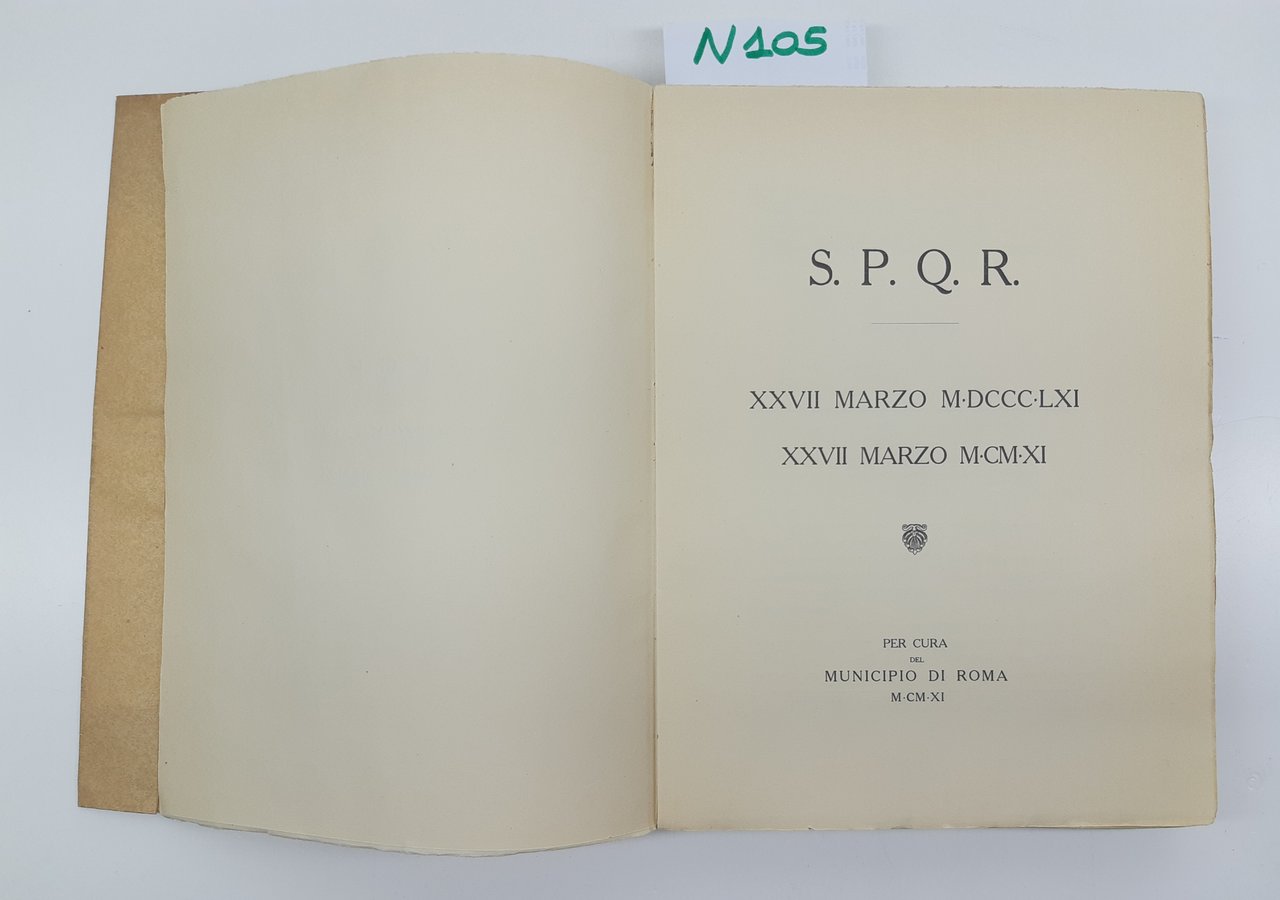 N105
S. P. Q. R.
XXVII MARZO M·DCCC·LXI
XXVII MARZO M·CM·XI
PER CURA
DEL
MUNICIPIO DI ROMA
M·CM·XI